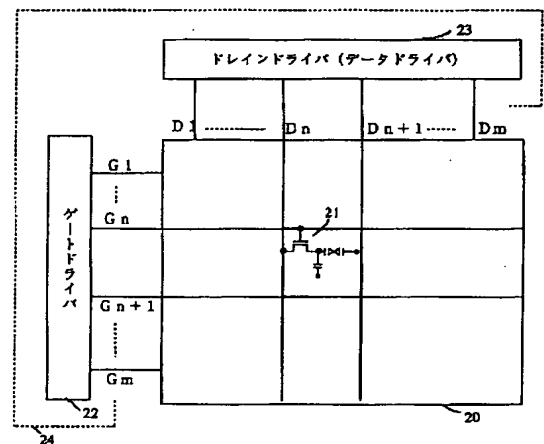 23
ドレインドライバ (データドライバ)
D1 Dn Dn+1 Dm
G1
Gn
21
ゲートドライバ
Gn+1
Gm
22
20
24